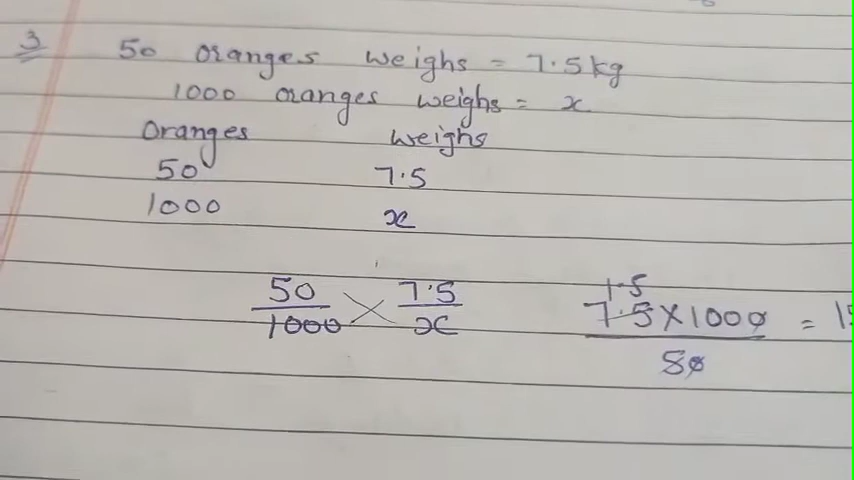 3 50 oranges weighs = 7.5kg
1000 oranges weighs = x
Oranges weighs
50 7.5
1000 x
50 7.5 1.5
1000 x 7.5 X 1000 =
50